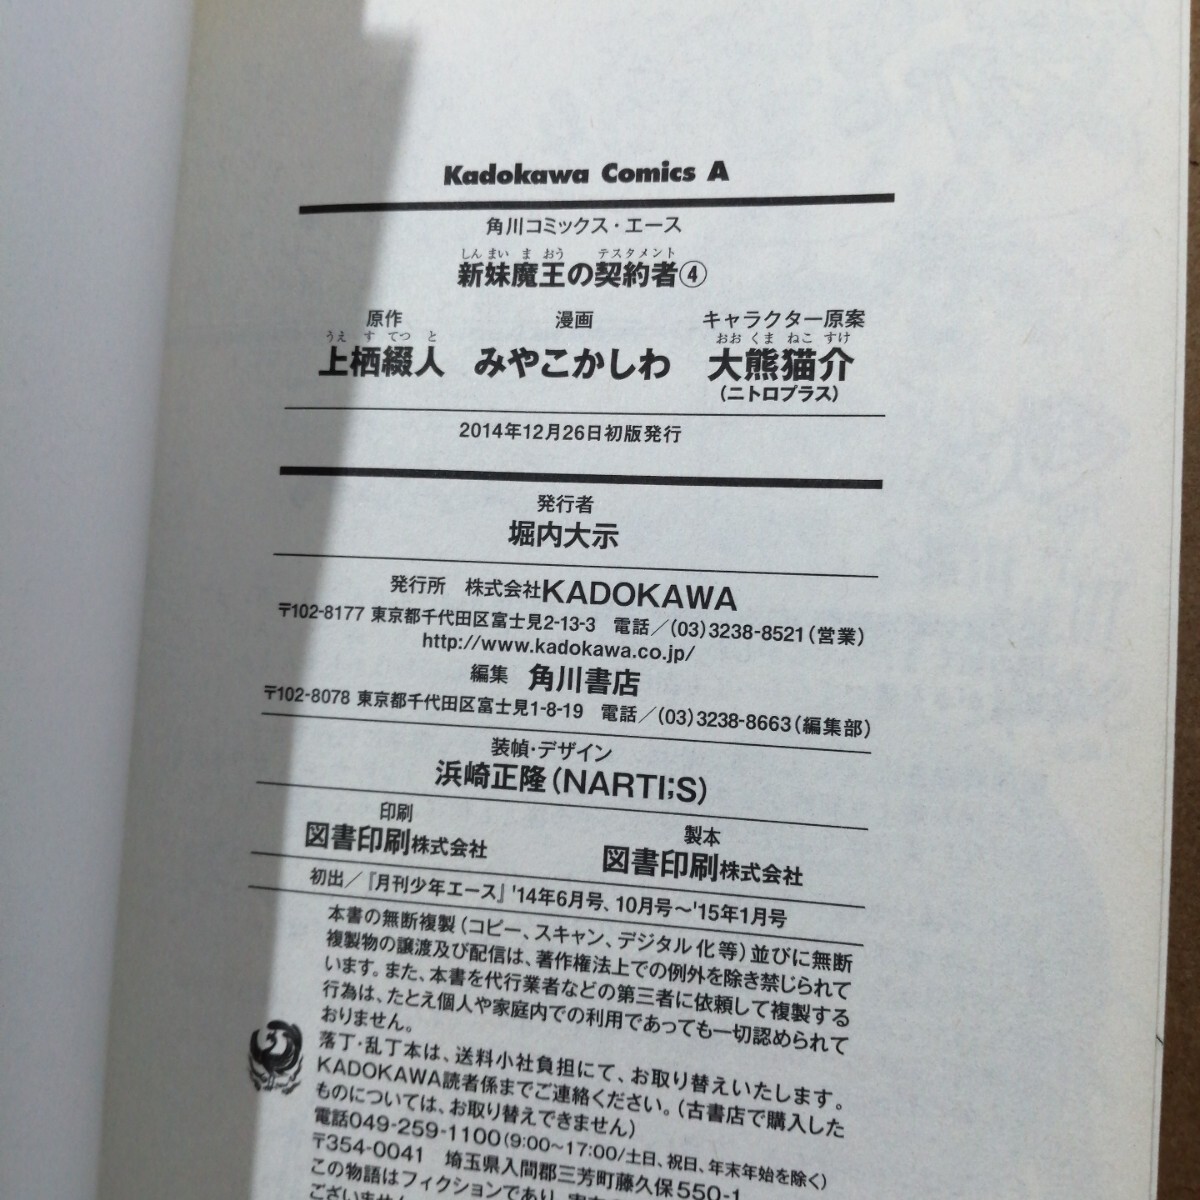 Kadokawa Comics A
角川コミックス・エース
しんまいまおう テスタメント
新妹魔王の契約者④
原作 漫画 キャラクター原案
うえすてつと おおくまねこすけ
上栖綴人 みやこかしわ 大熊猫介
(ニトロプラス)
2014年12月26日初版発行
発行者
堀内大示
発行所 株式会社KADOKAWA
〒102-8177 東京都千代田区富士見2-13-3 電話/(03)3238-8521(営業)
http://www.kadokawa.co.jp/
編集 角川書店
〒102-8078 東京都千代田区富士見1-8-19 電話/(03)3238-8663(編集部)
装幀・デザイン
浜崎正隆(NARTI;S)
印刷 製本
図書印刷株式会社 図書印刷株式会社
初出/『月刊少年エース』'14年6月号、10月号～'15年1月号
本書の無断複製(コピー、スキャン、デジタル化等)並びに無断
複製物の譲渡及び配信は、著作権法上での例外を除き禁じられて
います。また、本書を代行業者などの第三者に依頼して複製する
行為は、たとえ個人や家庭内での利用であっても一切認められて
おりません。
落丁・乱丁本は、送料小社負担にて、お取り替えいたします。
KADOKAWA読者係までご連絡ください。(古書店で購入した
ものについては、お取り替えできません)
電話049-259-1100(9:00～17:00/土日、祝日、年末年始を除く)
〒354-0041 埼玉県入間郡三芳町藤久保550-1
この物語はフィクションであり、
ございません